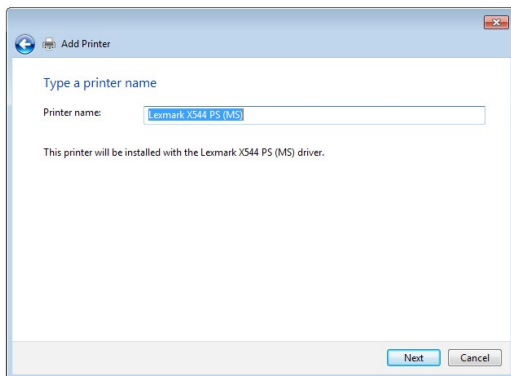 Add Printer
Type a printer name
Printer name: Lexmark X544 PS (MS)
This printer will be installed with the Lexmark X544 PS (MS) driver.
Next Cancel